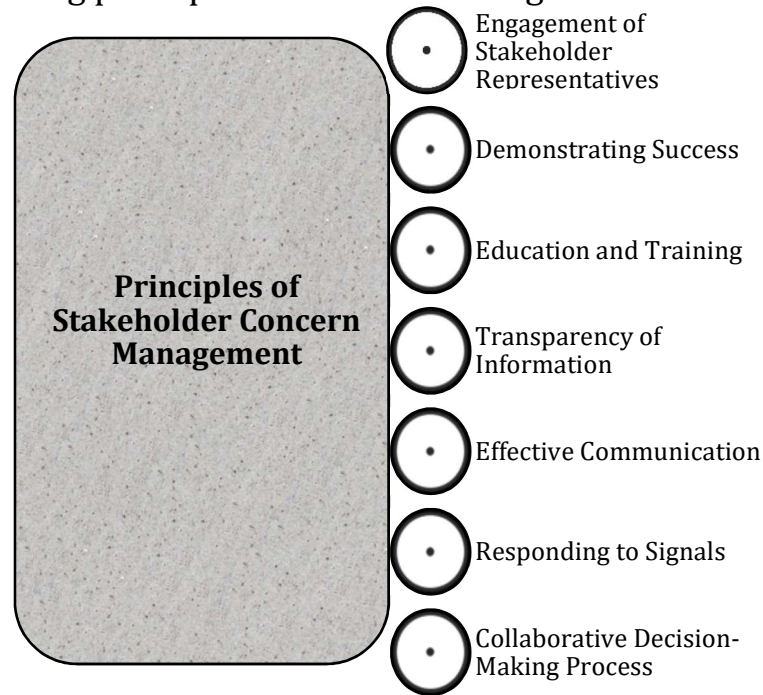 Principles of
Stakeholder Concern
Management
Engagement of
Stakeholder
Representatives
Demonstrating Success
Education and Training
Transparency of
Information
Effective Communication
Responding to Signals
Collaborative Decision-
Making Process